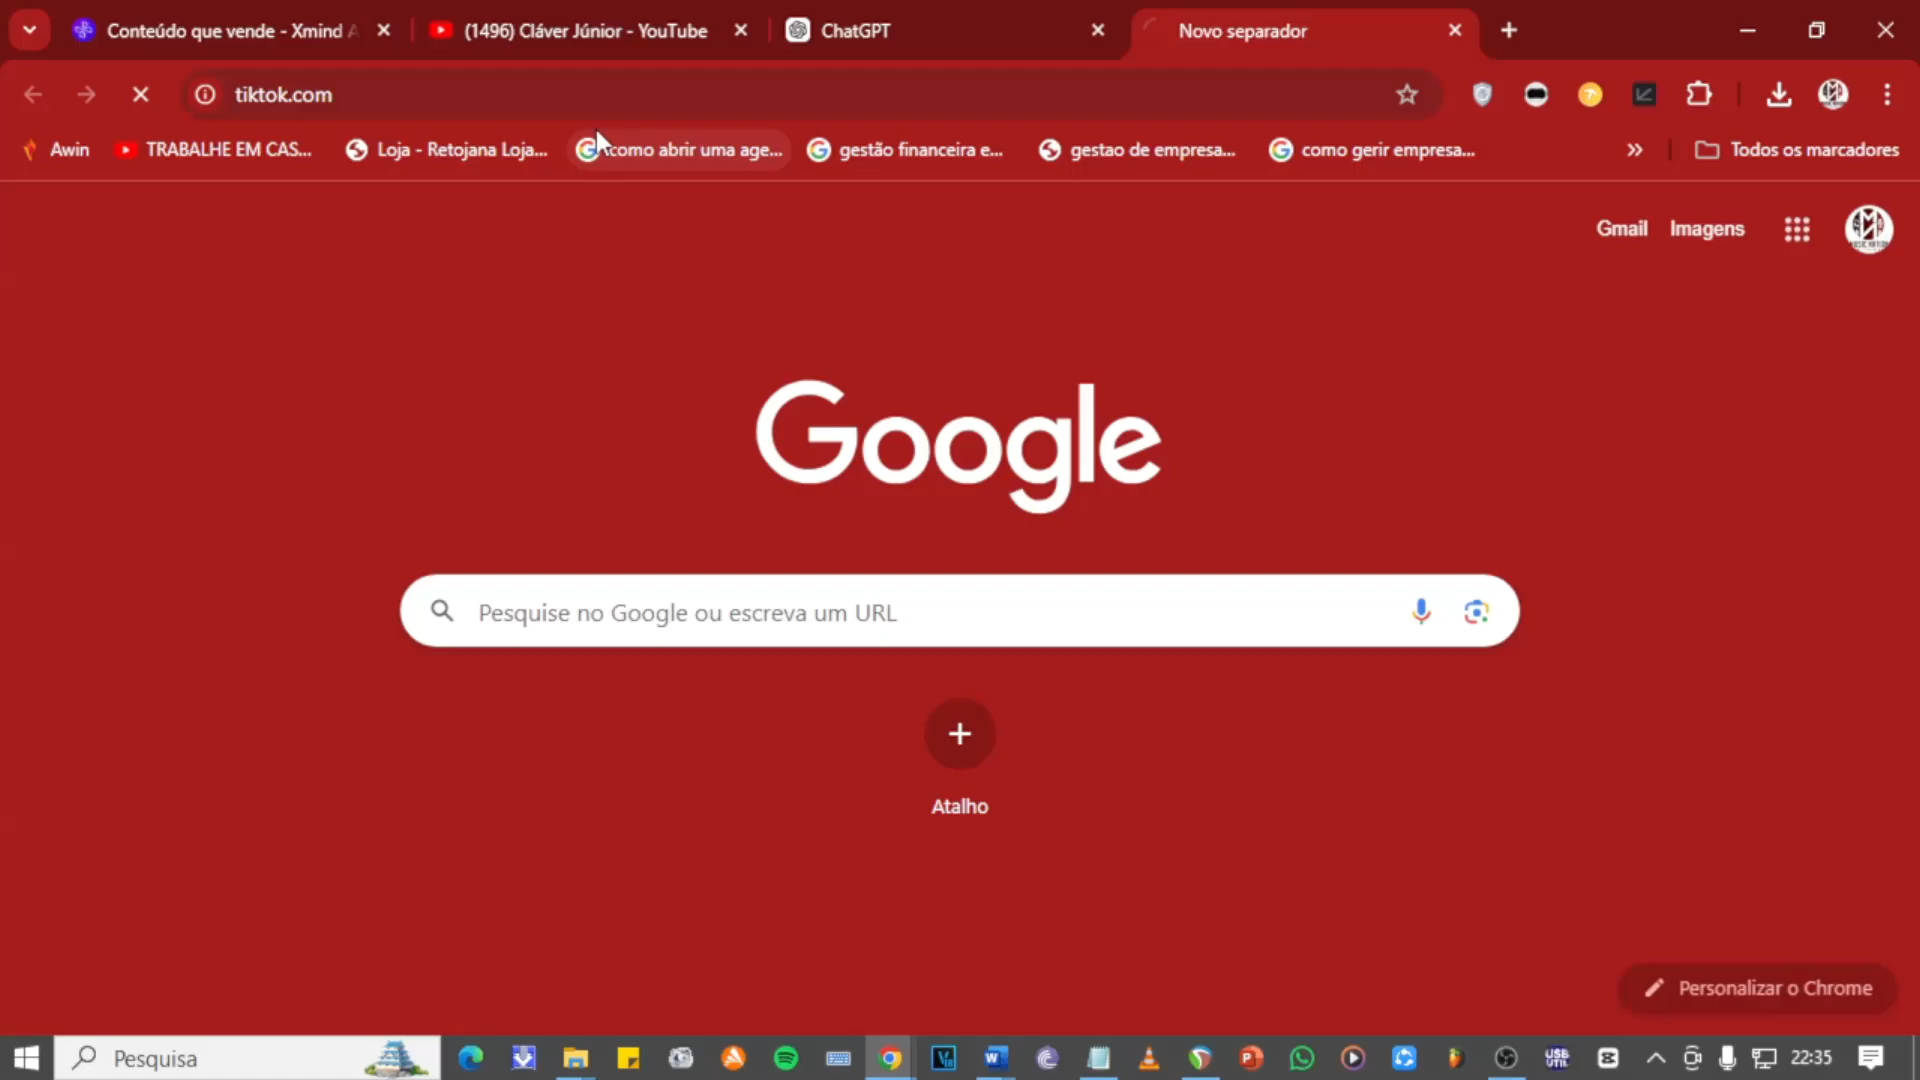 Conteúdo que vende - Xmind A
(1496) Cláver Júnior - YouTube
ChatGPT
Novo separador
tiktok.com
Awin
TRABALHE EM CAS...
Loja - Retojana Loja...
como abrir uma age...
gestão financeira e...
gestao de empresa...
como gerir empresa...
Todos os marcadores
Gmail
Imagens
Google
Pesquise no Google ou escreva um URL
Atalho
Personalizar o Chrome
Pesquisa
22:35